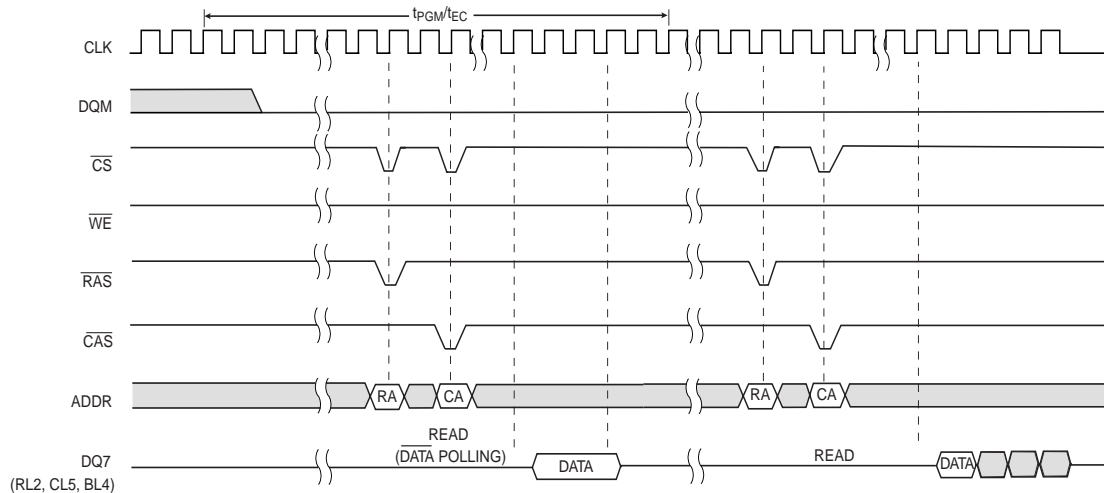 tPGM/tEC
CLK
DQM
CS
WE
RAS
CAS
ADDR
RA
CA
RA
CA
READ
(DATA POLLING)
READ
DQ7
(RL2, CL5, BL4)
DATA
DATA